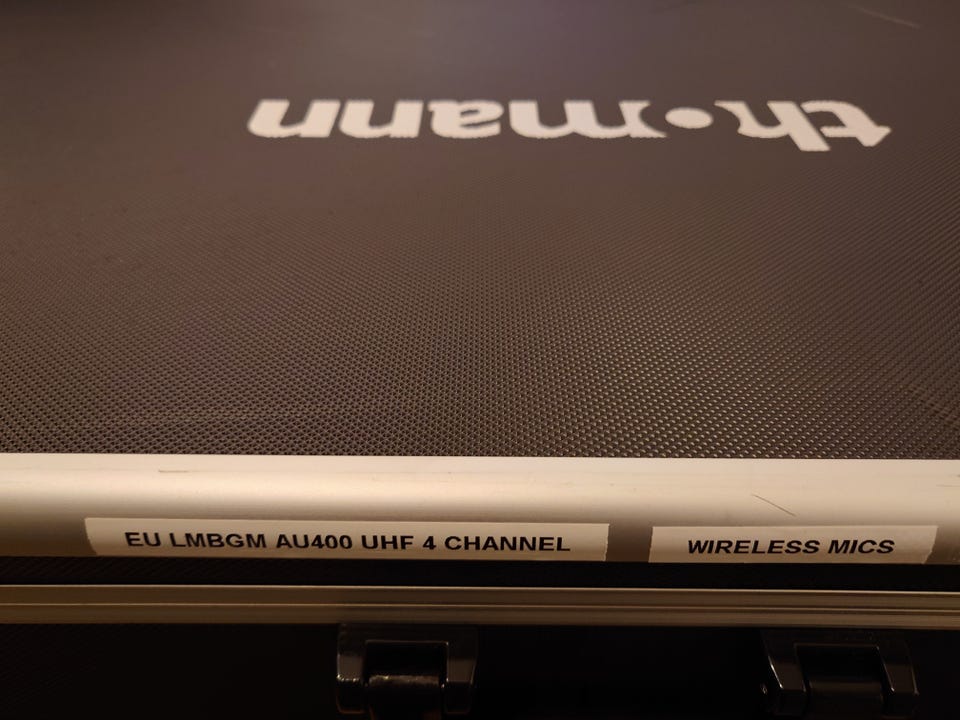 th•mann
EU LMBGM AU400 UHF 4 CHANNEL
WIRELESS MICS